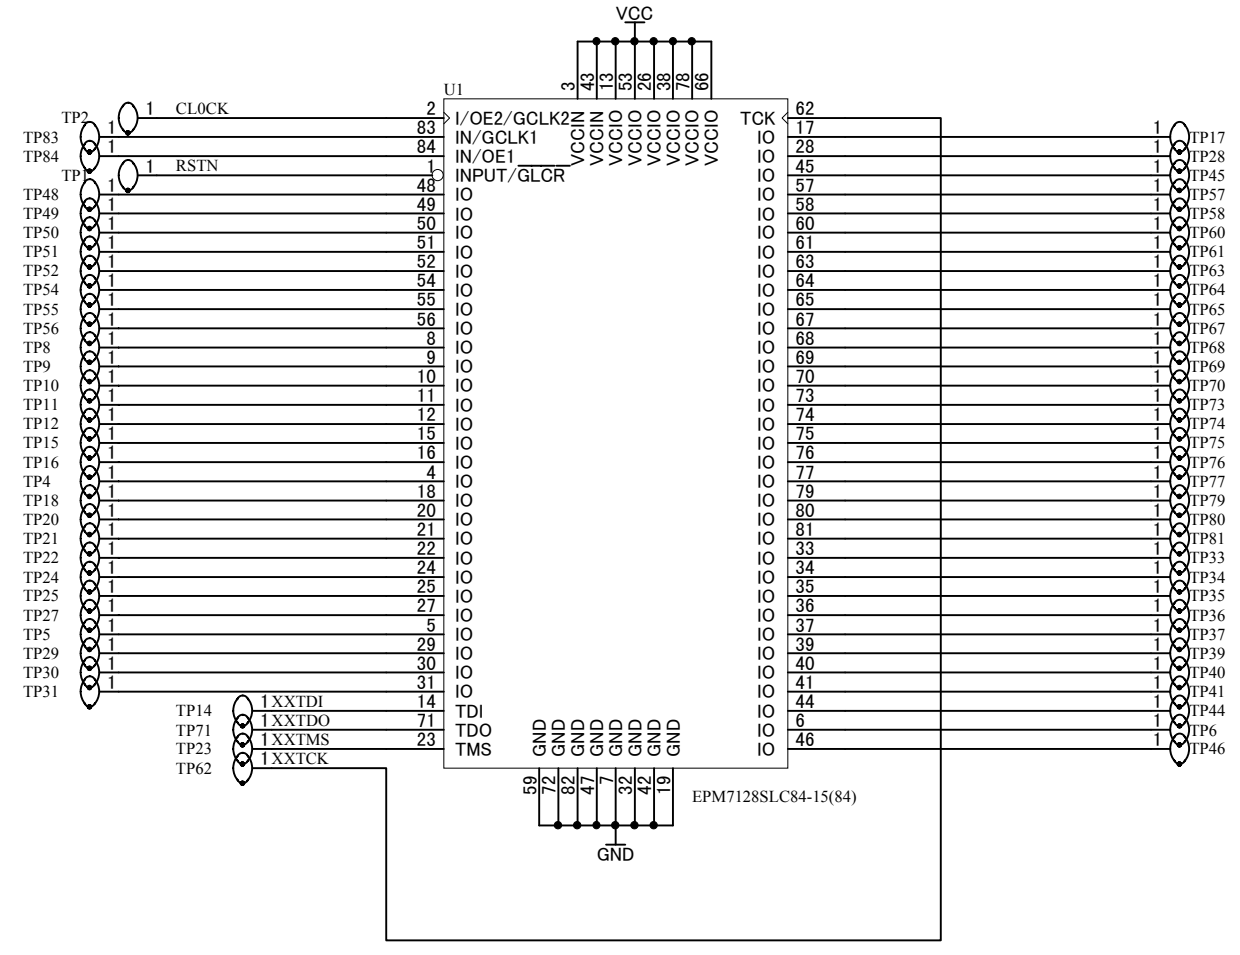 VCC
3 43 13 53 26 38 78 66
U1
VCCIN VCCIN VCCIO VCCIO VCCIO VCCIO VCCIO VCCIO
TP2 1 CL0CK 2 I/OE2/GCLK2 TCK 62
TP83 1 83 IN/GCLK1 IO 17 1 TP17
TP84 1 84 IN/OE1 IO 28 1 TP28
TP1 1 RSTN 1 INPUT/GLCR IO 45 1 TP45
TP48 1 48 IO IO 57 1 TP57
TP49 1 49 IO IO 58 1 TP58
TP50 1 50 IO IO 60 1 TP60
TP51 1 51 IO IO 61 1 TP61
TP52 1 52 IO IO 63 1 TP63
TP54 1 54 IO IO 64 1 TP64
TP55 1 55 IO IO 65 1 TP65
TP56 1 56 IO IO 67 1 TP67
TP8 1 8 IO IO 68 1 TP68
TP9 1 9 IO IO 69 1 TP69
TP10 1 10 IO IO 70 1 TP70
TP11 1 11 IO IO 73 1 TP73
TP12 1 12 IO IO 74 1 TP74
TP15 1 15 IO IO 75 1 TP75
TP16 1 16 IO IO 76 1 TP76
TP4 1 4 IO IO 77 1 TP77
TP18 1 18 IO IO 79 1 TP79
TP20 1 20 IO IO 80 1 TP80
TP21 1 21 IO IO 81 1 TP81
TP22 1 22 IO IO 33 1 TP33
TP24 1 24 IO IO 34 1 TP34
TP25 1 25 IO IO 35 1 TP35
TP27 1 27 IO IO 36 1 TP36
TP5 1 5 IO IO 37 1 TP37
TP29 1 29 IO IO 39 1 TP39
TP30 1 30 IO IO 40 1 TP40
TP31 1 31 IO IO 41 1 TP41
TP14 1 XXTDI 14 TDI IO 44 1 TP44
TP71 1 XXTDO 71 TDO IO 6 1 TP6
TP23 1 XXTMS 23 TMS IO 46 1 TP46
TP62 1 XXTCK
GND GND GND GND GND GND GND GND
59 72 82 47 7 32 42 19
EPM7128SLC84-15(84)
GND